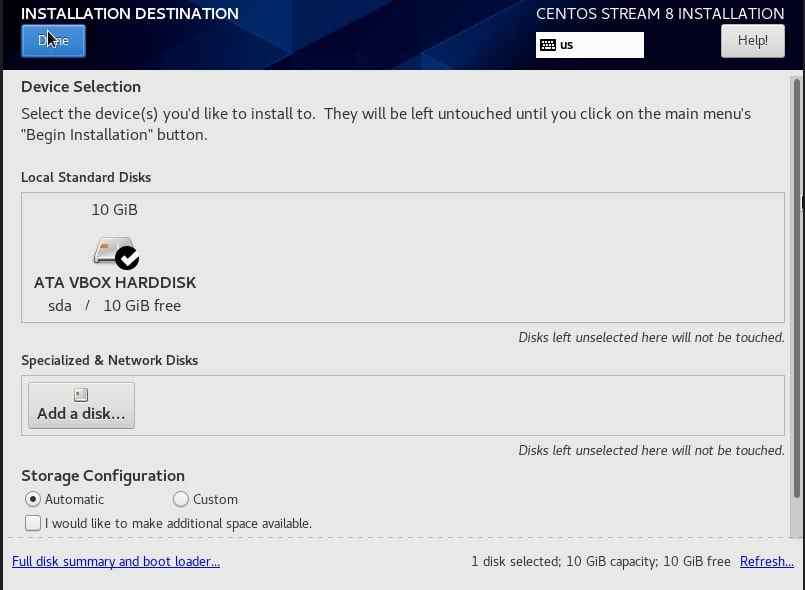 INSTALLATION DESTINATION
CENTOS STREAM 8 INSTALLATION
Done
us
Help!
Device Selection
Select the device(s) you'd like to install to.  They will be left untouched until you click on the main menu's
"Begin Installation" button.
Local Standard Disks
10 GiB
ATA VBOX HARDDISK
sda / 10 GiB free
Disks left unselected here will not be touched.
Specialized & Network Disks
Add a disk...
Disks left unselected here will not be touched.
Storage Configuration
Automatic
Custom
I would like to make additional space available.
Full disk summary and boot loader...
1 disk selected; 10 GiB capacity; 10 GiB free
Refresh...